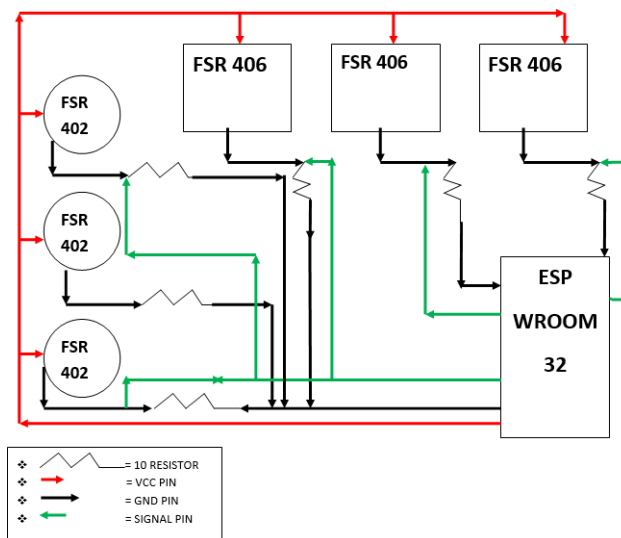 FSR 406
FSR 406
FSR 406
FSR
402
FSR
402
FSR
402
ESP
WROOM
32
= 10 RESISTOR
= VCC PIN
= GND PIN
= SIGNAL PIN